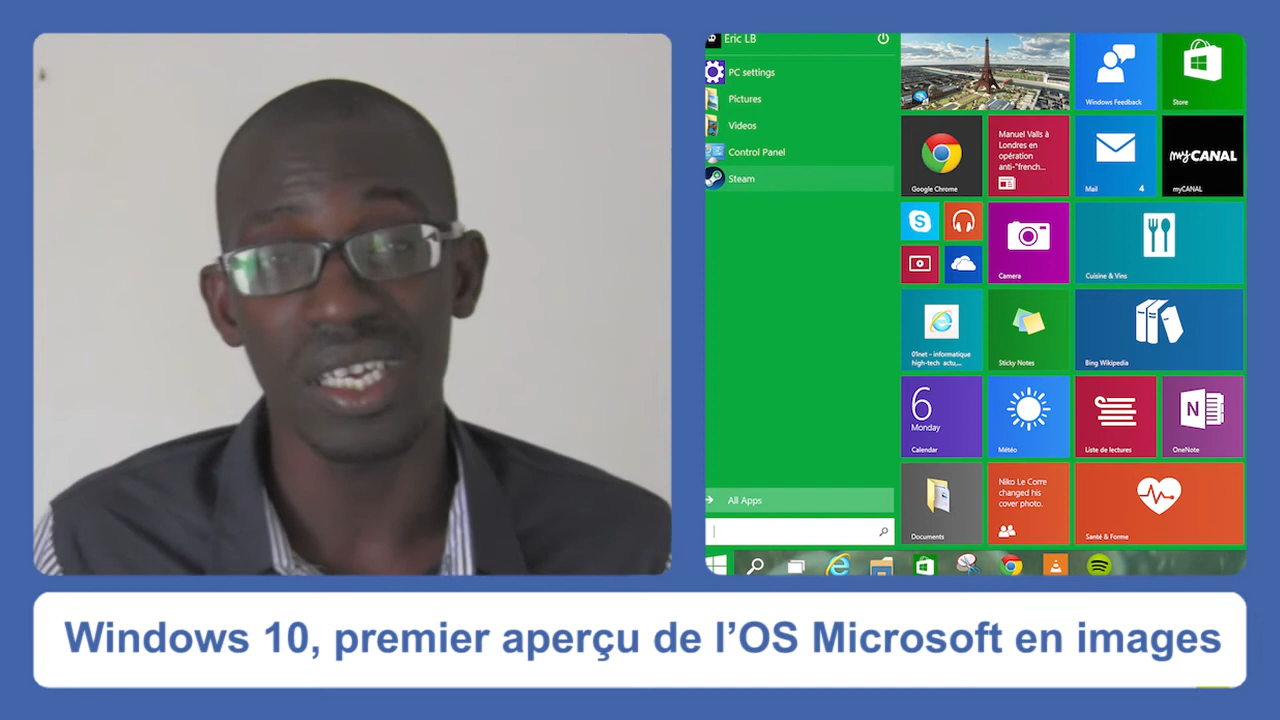 Eric LB
PC settings
Pictures
Videos
Control Panel
Steam
All Apps
Windows Feedback
Store
Google Chrome
Manuel Valls à
Londres en
opération
anti-"french...
Mail
4
myCANAL
myCANAL
Camera
Cuisine & Vins
01net - informatique
high-tech actu,...
Sticky Notes
Bing Wikipedia
6
Monday
Calendar
Météo
Liste de lectures
N
OneNote
Documents
Niko Le Corre
changed his
cover photo.
Santé & Forme
Windows 10, premier aperçu de l'OS Microsoft en images